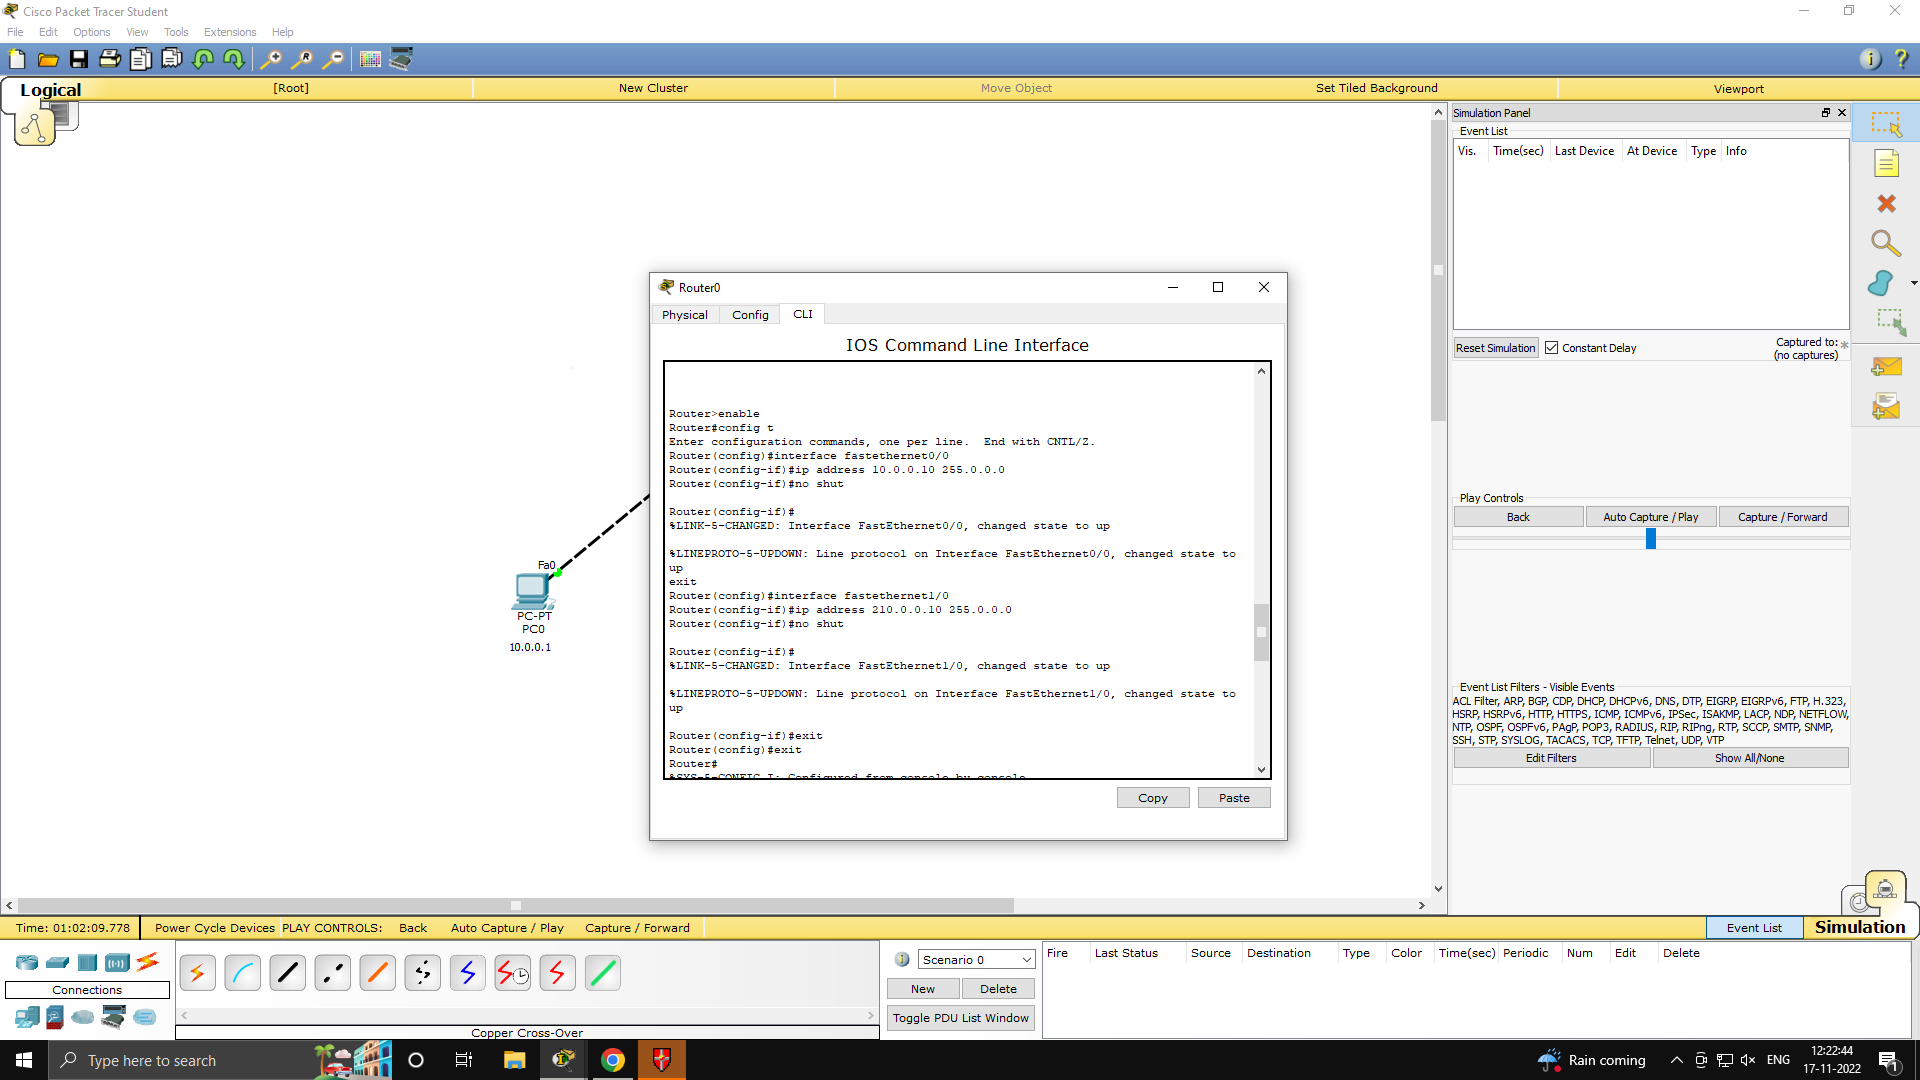 Cisco Packet Tracer Student
File Edit Options View Tools Extensions Help
Logical [Root] New Cluster Move Object Set Tiled Background Viewport
Simulation Panel
Event List
Vis. Time(sec) Last Device At Device Type Info
Reset Simulation Constant Delay Captured to: *
(no captures)
Play Controls
Back Auto Capture / Play Capture / Forward
Event List Filters - Visible Events
ACL Filter, ARP, BGP, CDP, DHCP, DHCPv6, DNS, DTP, EIGRP, EIGRPv6, FTP, H.323,
HSRP, HSRPv6, HTTP, HTTPS, ICMP, ICMPv6, IPSec, ISAKMP, LACP, NDP, NETFLOW,
NTP, OSPF, OSPFv6, PAgP, POP3, RADIUS, RIP, RIPng, RTP, SCCP, SMTP, SNMP,
SSH, STP, SYSLOG, TACACS, TCP, TFTP, Telnet, UDP, VTP
Edit Filters Show All/None
Fa0
PC-PT
PC0
10.0.0.1
Router0
Physical Config CLI
IOS Command Line Interface
Router>enable
Router#config t
Enter configuration commands, one per line.  End with CNTL/Z.
Router(config)#interface fastethernet0/0
Router(config-if)#ip address 10.0.0.10 255.0.0.0
Router(config-if)#no shut
Router(config-if)#
%LINK-5-CHANGED: Interface FastEthernet0/0, changed state to up
%LINEPROTO-5-UPDOWN: Line protocol on Interface FastEthernet0/0, changed state to
up
exit
Router(config)#interface fastethernet1/0
Router(config-if)#ip address 210.0.0.10 255.0.0.0
Router(config-if)#no shut
Router(config-if)#
%LINK-5-CHANGED: Interface FastEthernet1/0, changed state to up
%LINEPROTO-5-UPDOWN: Line protocol on Interface FastEthernet1/0, changed state to
up
Router(config-if)#exit
Router(config)#exit
Router#
%SYS-5-CONFIG_I: Configured from console by console
Copy Paste
Time: 01:02:09.778 Power Cycle Devices PLAY CONTROLS: Back Auto Capture / Play Capture / Forward Event List Simulation
Connections
Copper Cross-Over
Scenario 0
New Delete
Toggle PDU List Window
Fire Last Status Source Destination Type Color Time(sec) Periodic Num Edit Delete
Type here to search
Rain coming
ENG
12:22:44
17-11-2022
1